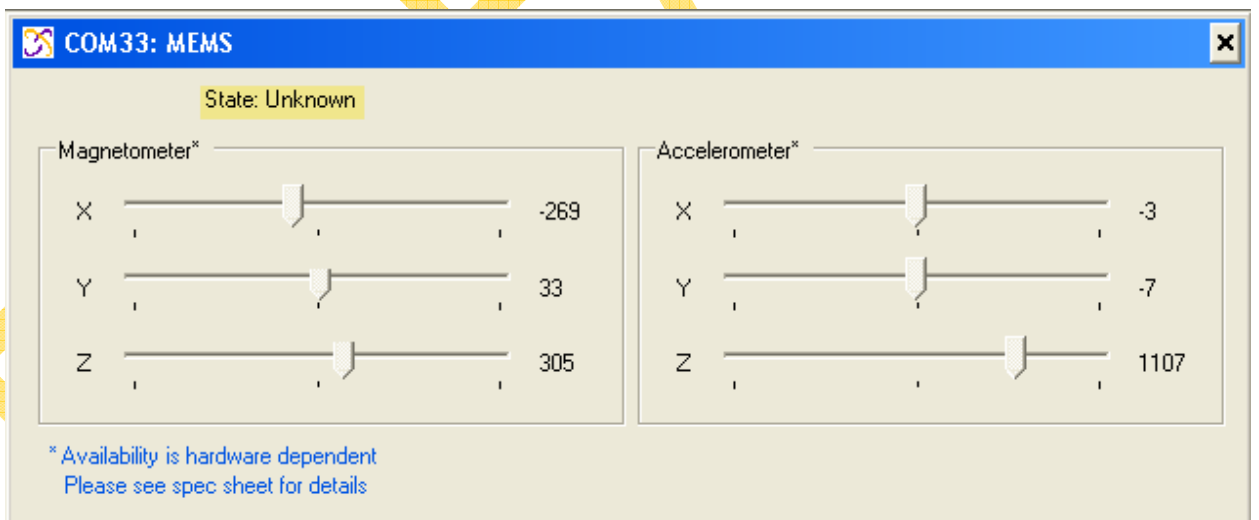 COM33: MEMS
State: Unknown
Magnetometer*
X -269
Y 33
Z 305
Accelerometer*
X -3
Y -7
Z 1107
* Availability is hardware dependent
Please see spec sheet for details